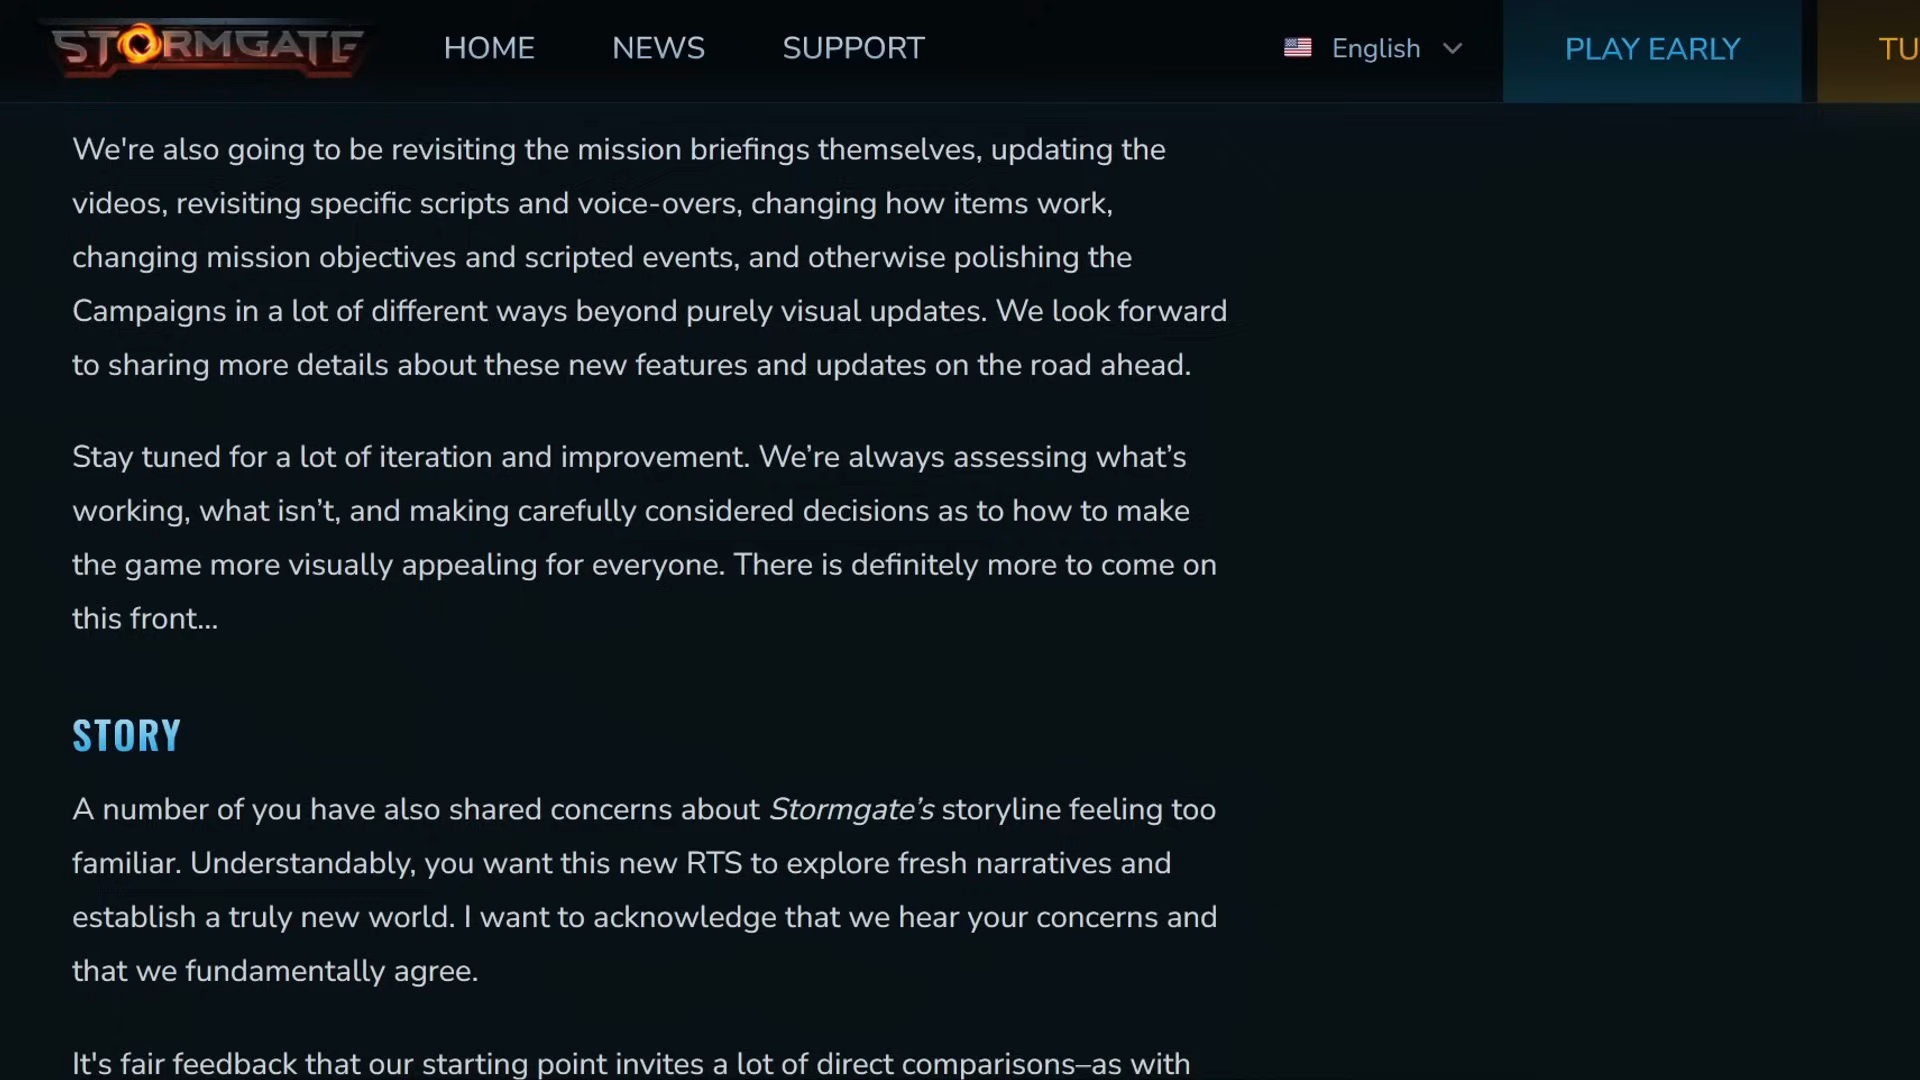 STORMGATE
HOME
NEWS
SUPPORT
English
PLAY EARLY
TU
We're also going to be revisiting the mission briefings themselves, updating the
videos, revisiting specific scripts and voice-overs, changing how items work,
changing mission objectives and scripted events, and otherwise polishing the
Campaigns in a lot of different ways beyond purely visual updates. We look forward
to sharing more details about these new features and updates on the road ahead.
Stay tuned for a lot of iteration and improvement. We’re always assessing what’s
working, what isn’t, and making carefully considered decisions as to how to make
the game more visually appealing for everyone. There is definitely more to come on
this front...
STORY
A number of you have also shared concerns about Stormgate’s storyline feeling too
familiar. Understandably, you want this new RTS to explore fresh narratives and
establish a truly new world. I want to acknowledge that we hear your concerns and
that we fundamentally agree.
It's fair feedback that our starting point invites a lot of direct comparisons–as with